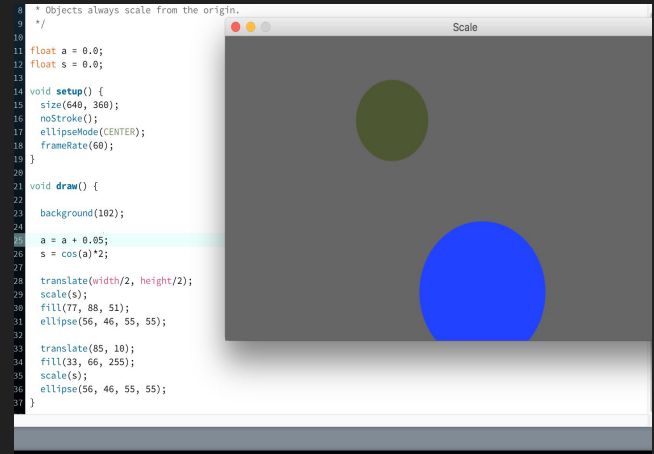 8 * Objects always scale from the origin.
9 */
10
11 float a = 0.0;
12 float s = 0.0;
13
14 void setup() {
15 size(640, 360);
16 noStroke();
17 ellipseMode(CENTER);
18 frameRate(60);
19 }
20
21 void draw() {
22
23 background(102);
24
25 a = a + 0.05;
26 s = cos(a)*2;
27
28 translate(width/2, height/2);
29 scale(s);
30 fill(77, 88, 51);
31 ellipse(56, 46, 55, 55);
32
33 translate(85, 10);
34 fill(33, 66, 255);
35 scale(s);
36 ellipse(56, 46, 55, 55);
37 }
Scale